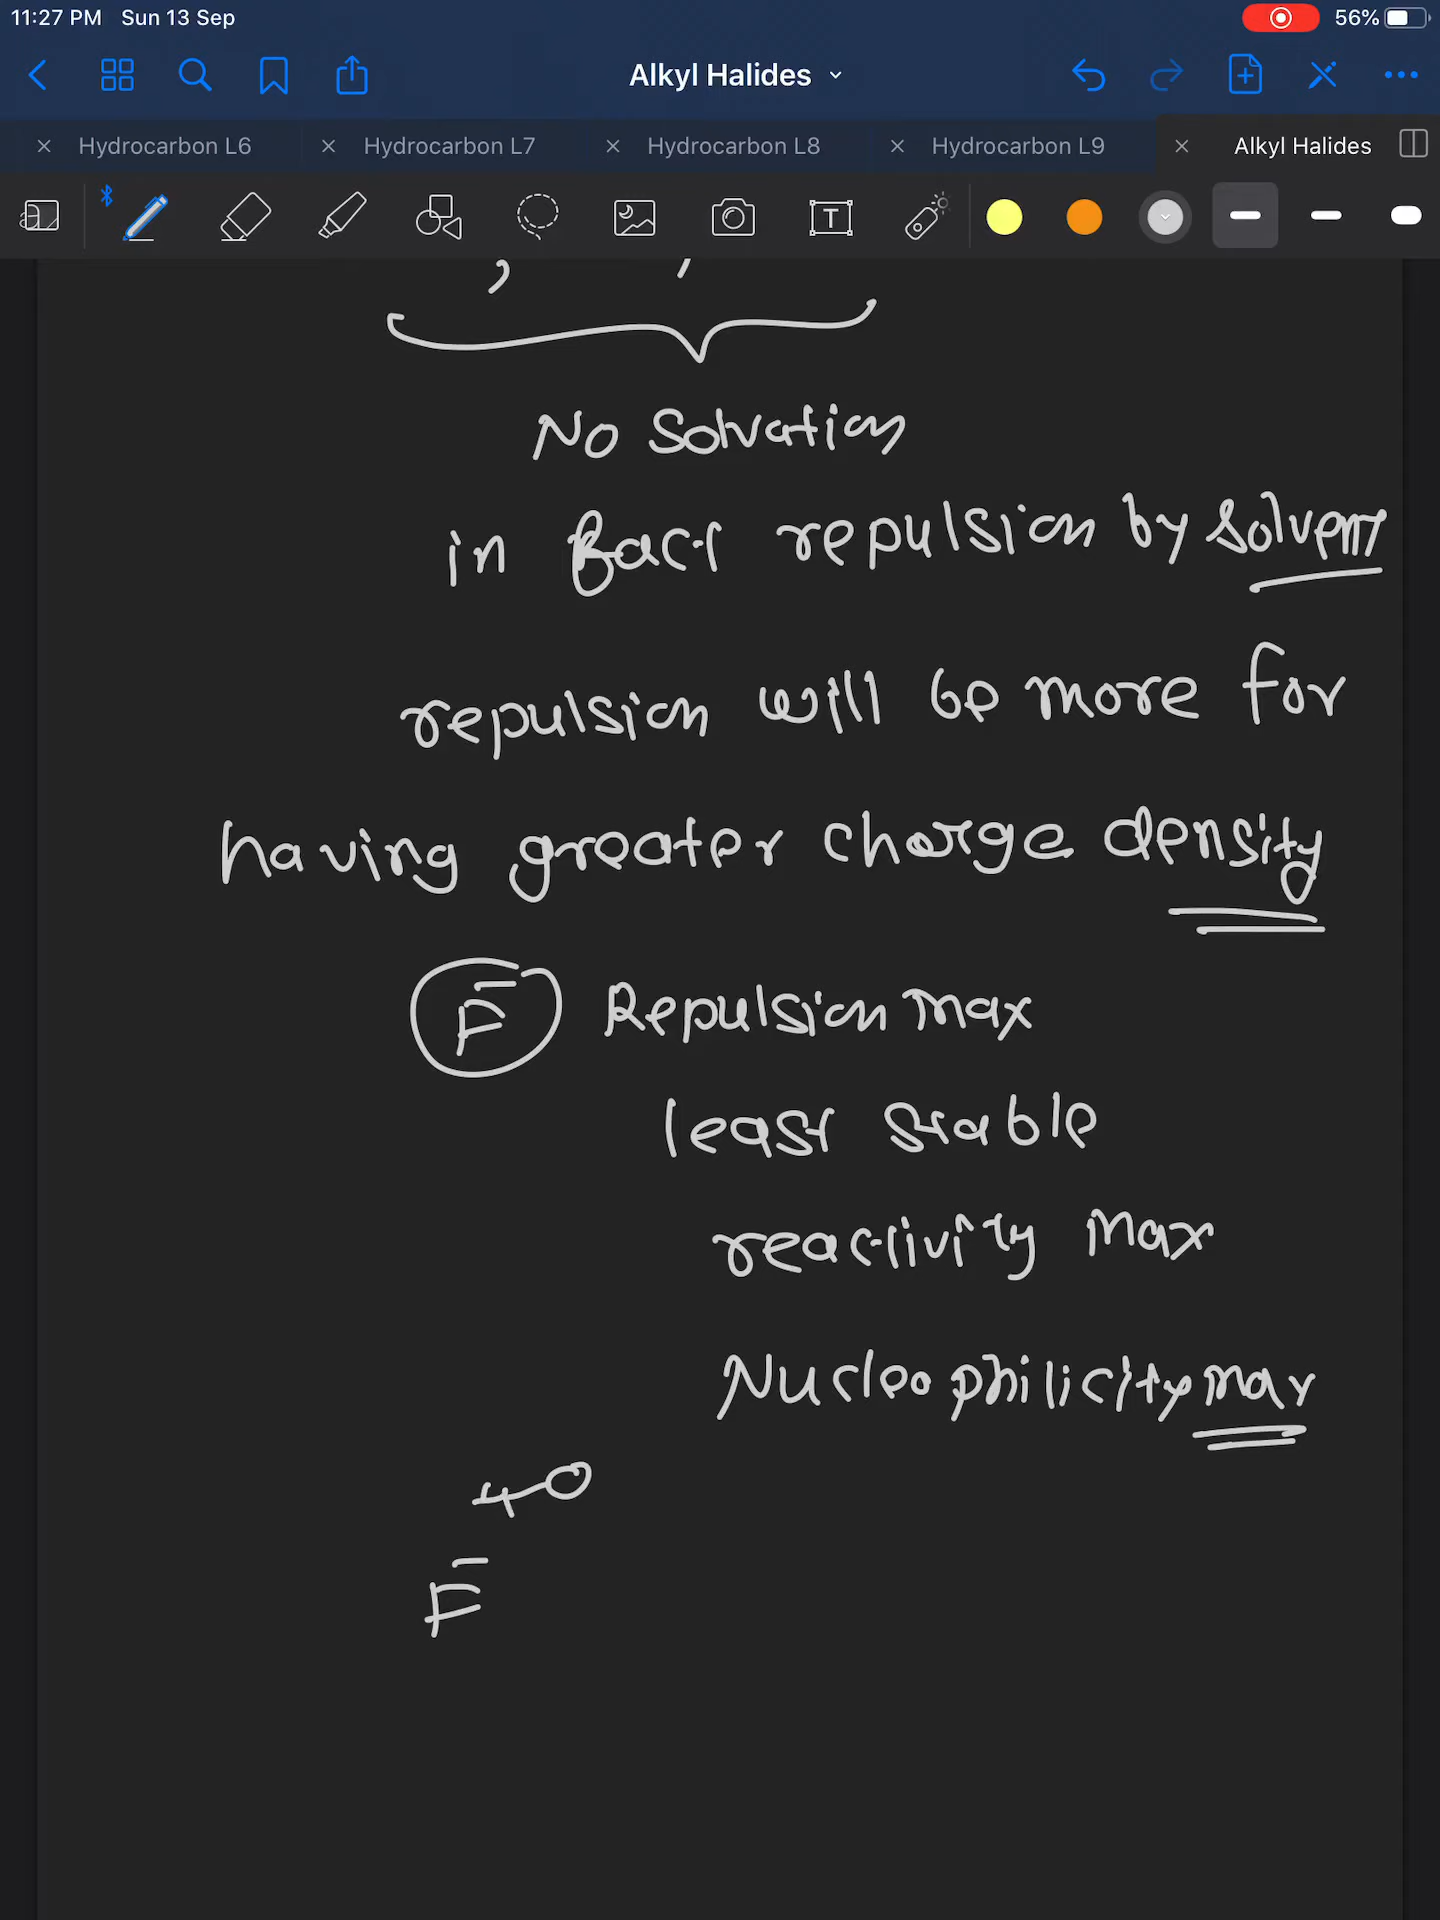 11:27 PM Sun 13 Sep 56%
Alkyl Halides
Hydrocarbon L6 Hydrocarbon L7 Hydrocarbon L8 Hydrocarbon L9 Alkyl Halides
No Solvation
in fact repulsion by solvent
repulsion will be more for
having greater charge density
F⁻ Repulsion max
least stable
reactivity max
Nucleophilicity max
F⁻